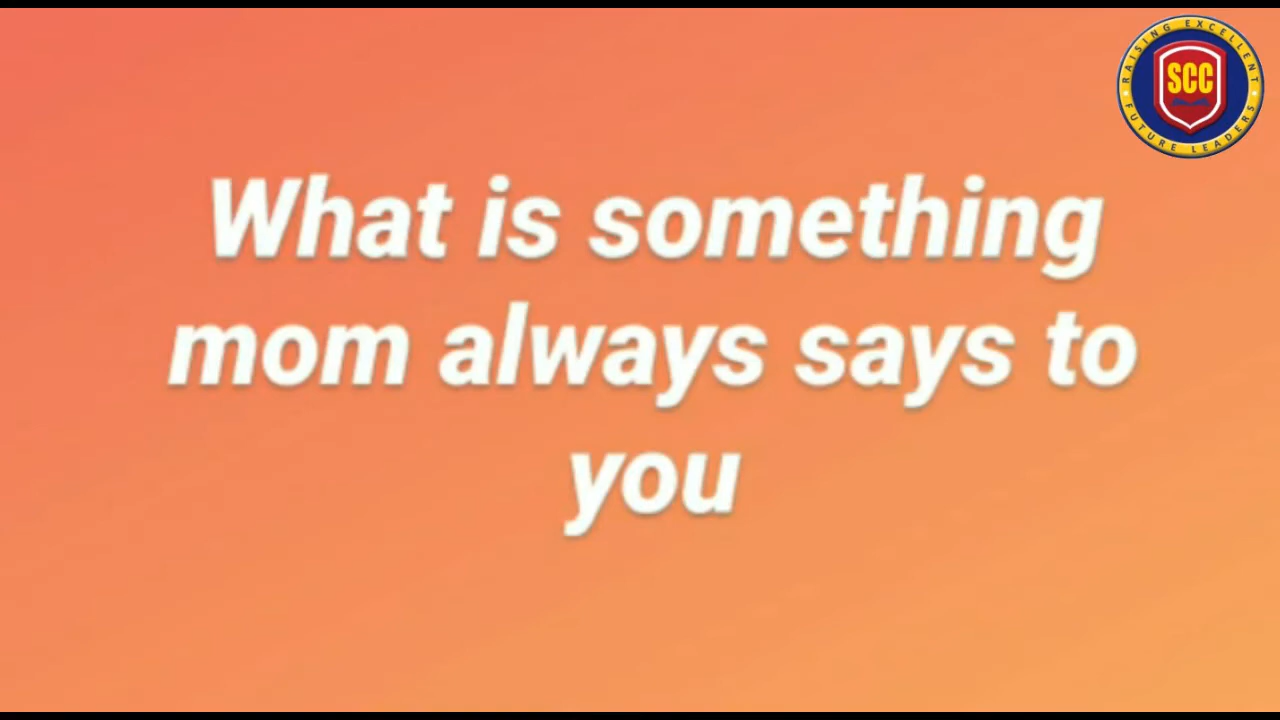 RAISING EXCELLENT
SCC
FUTURE LEADERS
What is something
mom always says to
you